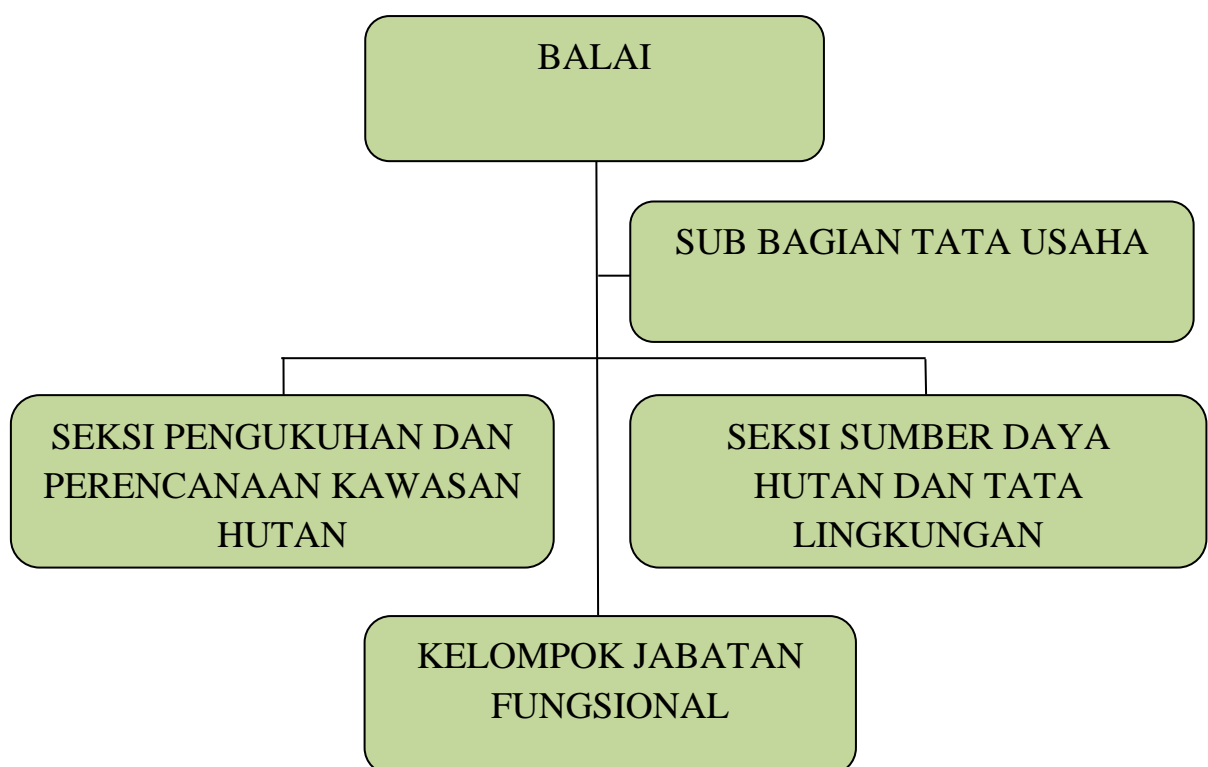 BALAI
SUB BAGIAN TATA USAHA
SEKSI PENGUKUHAN DAN
PERENCANAAN KAWASAN
HUTAN
SEKSI SUMBER DAYA
HUTAN DAN TATA
LINGKUNGAN
KELOMPOK JABATAN
FUNGSIONAL